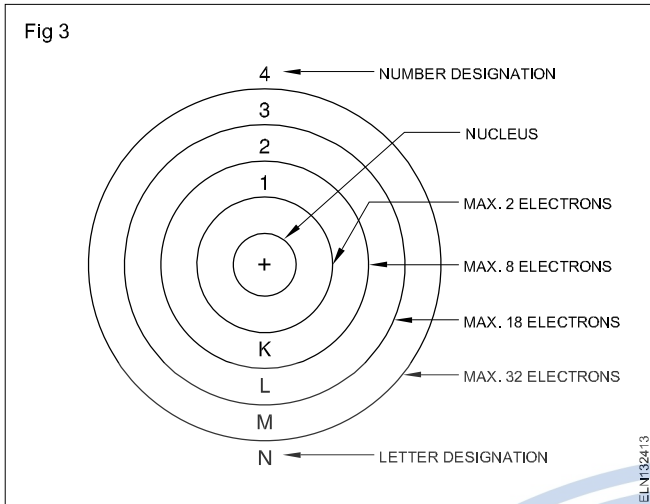 Fig 3
4
NUMBER DESIGNATION
3
NUCLEUS
2
1
MAX. 2 ELECTRONS
+
MAX. 8 ELECTRONS
MAX. 18 ELECTRONS
K
MAX. 32 ELECTRONS
L
M
N
LETTER DESIGNATION
ELN132413